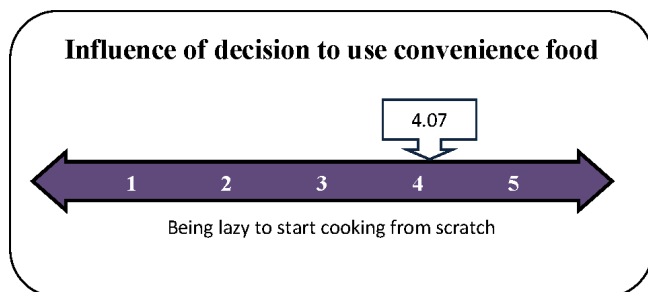 Influence of decision to use convenience food
4.07
1 2 3 4 5
Being lazy to start cooking from scratch